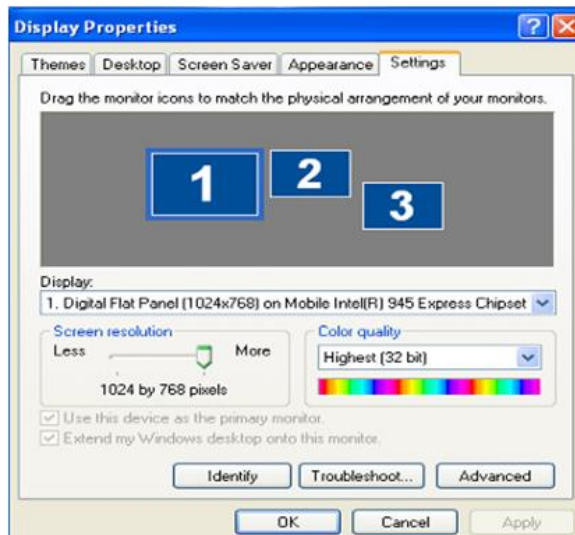 Display Properties
Themes Desktop Screen Saver Appearance Settings
Drag the monitor icons to match the physical arrangement of your monitors.
1 2 3
Display:
1. Digital Flat Panel (1024x768) on Mobile Intel(R) 945 Express Chipset
Screen resolution Color quality
Less More Highest (32 bit)
1024 by 768 pixels
Use this device as the primary monitor.
Extend my Windows desktop onto this monitor.
Identify Troubleshoot... Advanced
OK Cancel Apply